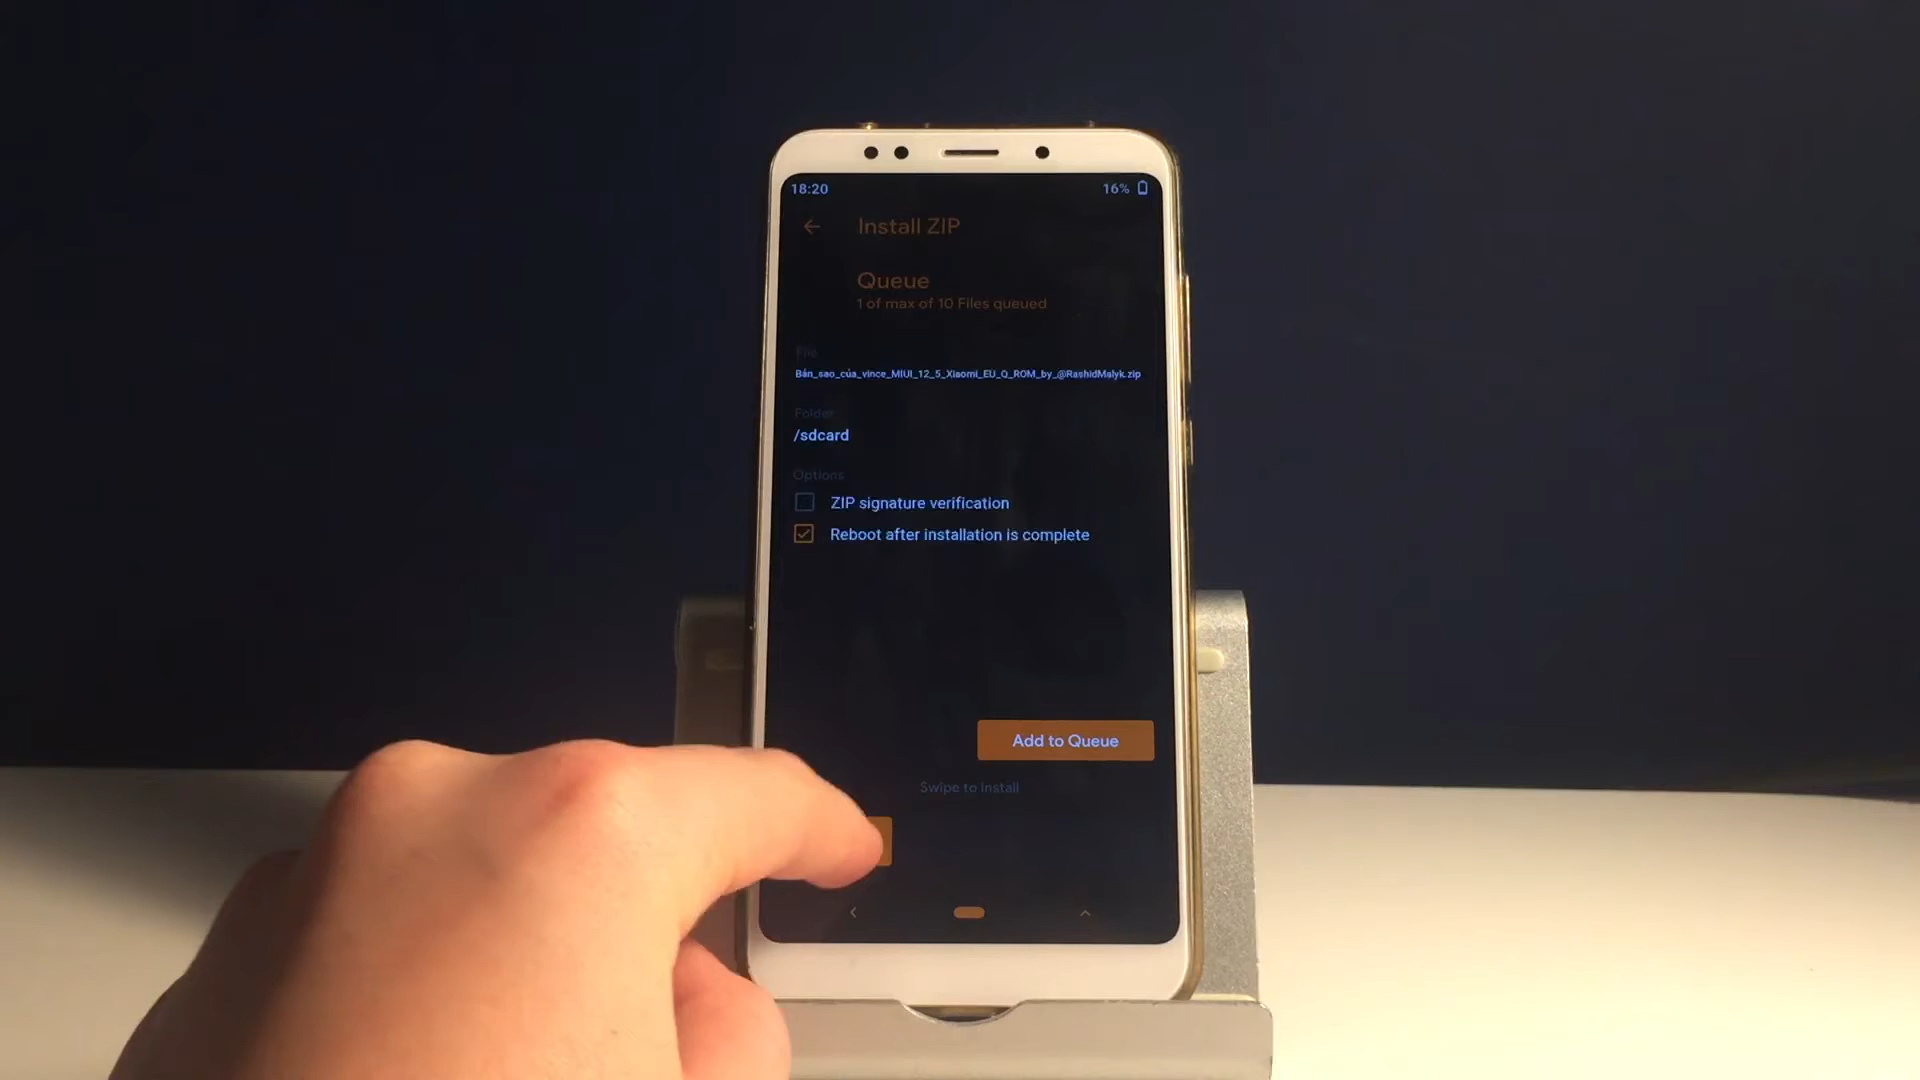 18:20
16%
Install ZIP
Queue
1 of max of 10 Files queued
File
Bản_sao_của_vince_MIUI_12_5_Xiaomi_EU_Q_ROM_by_@RashidMalyk.zip
Folder
/sdcard
Options
ZIP signature verification
Reboot after installation is complete
Add to Queue
Swipe to Install